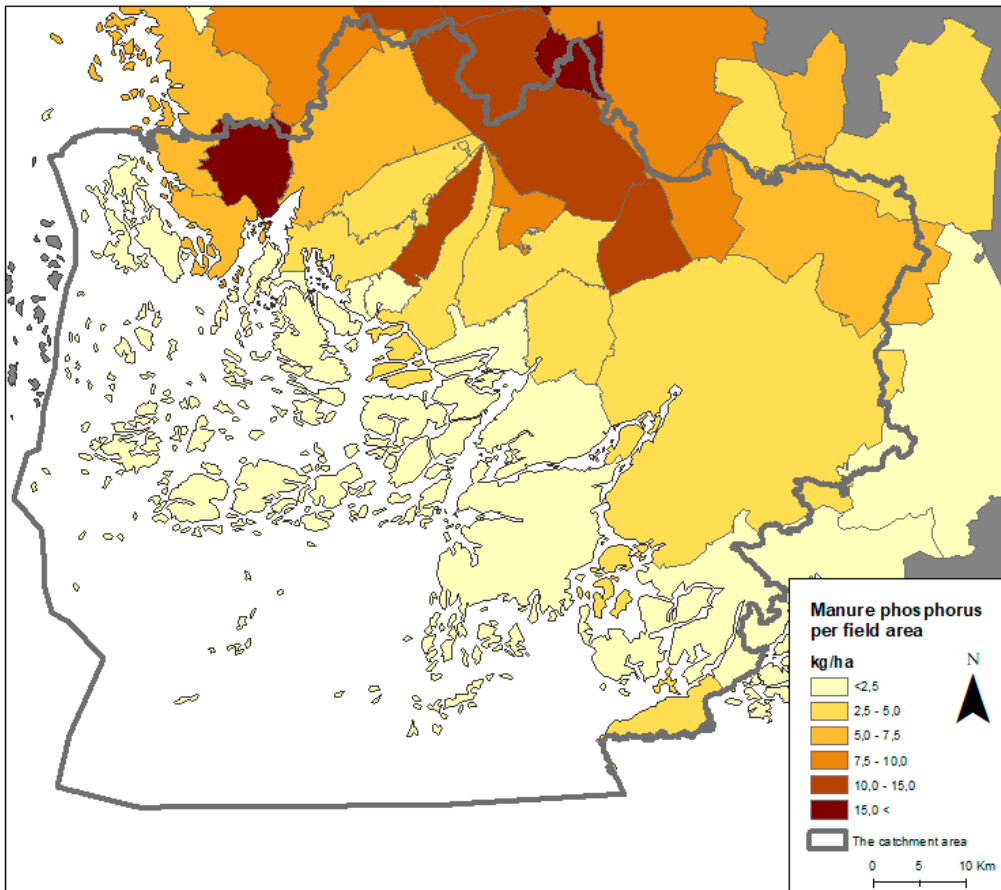 Manure phosphorus
per field area
kg/ha
N
<2,5
2,5 - 5,0
5,0 - 7,5
7,5 - 10,0
10,0 - 15,0
15,0 <
The catchment area
0 5 10 Km